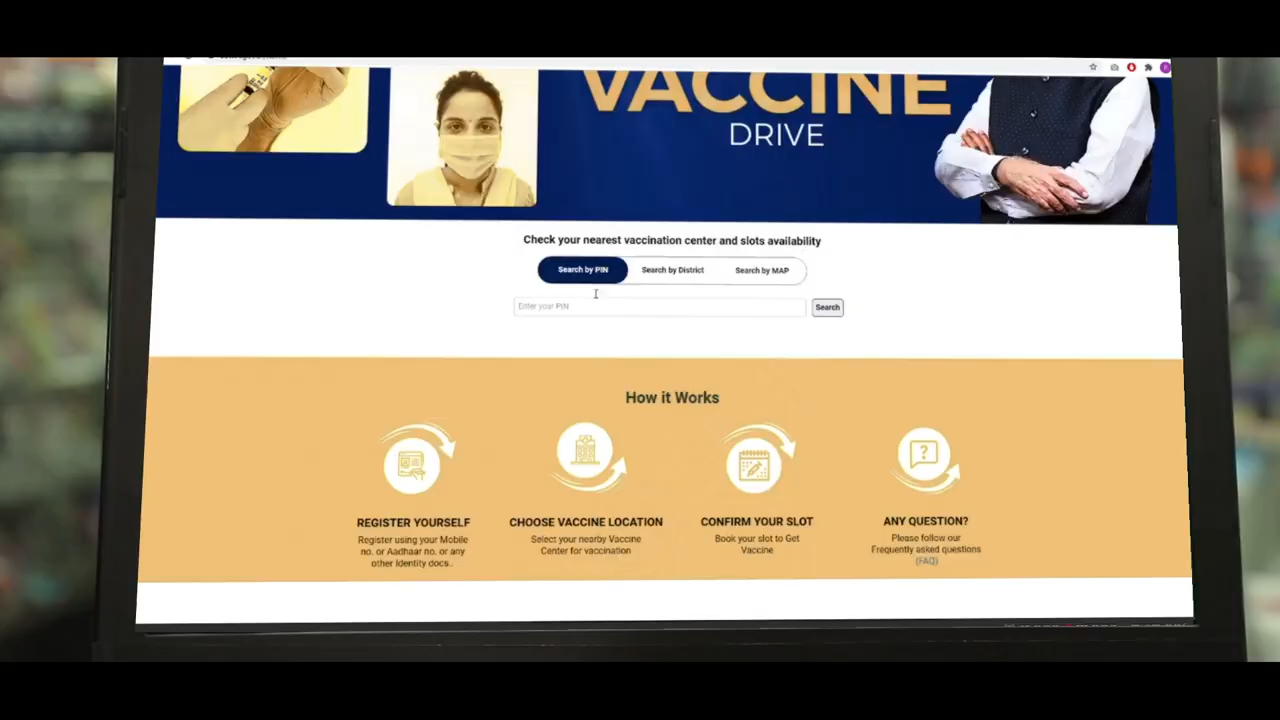 VACCINE
DRIVE
Check your nearest vaccination center and slots availability
Search by PIN
Search by District
Search by MAP
Enter your PIN
Search
How it Works
REGISTER YOURSELF
Register using your Mobile
no. or Aadhaar no. or any
other Identity docs..
CHOOSE VACCINE LOCATION
Select your nearby Vaccine
Center for vaccination
CONFIRM YOUR SLOT
Book your slot to Get
Vaccine
ANY QUESTION?
Please follow our
Frequently asked questions
(FAQ)